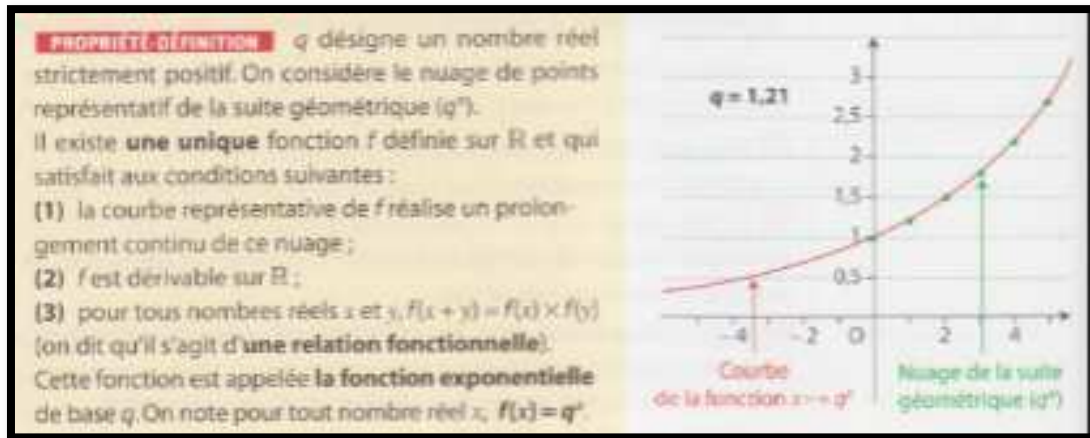 PROPRIÉTÉ-DÉFINITION q désigne un nombre réel
strictement positif. On considère le nuage de points
représentatif de la suite géométrique (qⁿ).
Il existe une unique fonction f définie sur ℝ et qui
satisfait aux conditions suivantes :
(1) la courbe représentative de f réalise un prolon-
gement continu de ce nuage ;
(2) f est dérivable sur ℝ ;
(3) pour tous nombres réels x et y, f(x + y) = f(x) × f(y)
(on dit qu'il s'agit d'une relation fonctionnelle).
Cette fonction est appelée la fonction exponentielle
de base q. On note pour tout nombre réel x, f(x) = qˣ.
q = 1,21
3
2,5
2
1,5
1
0,5
-4 -2 O 2 4
Courbe
de la fonction x ↦ qˣ
Nuage de la suite
géométrique (qⁿ)